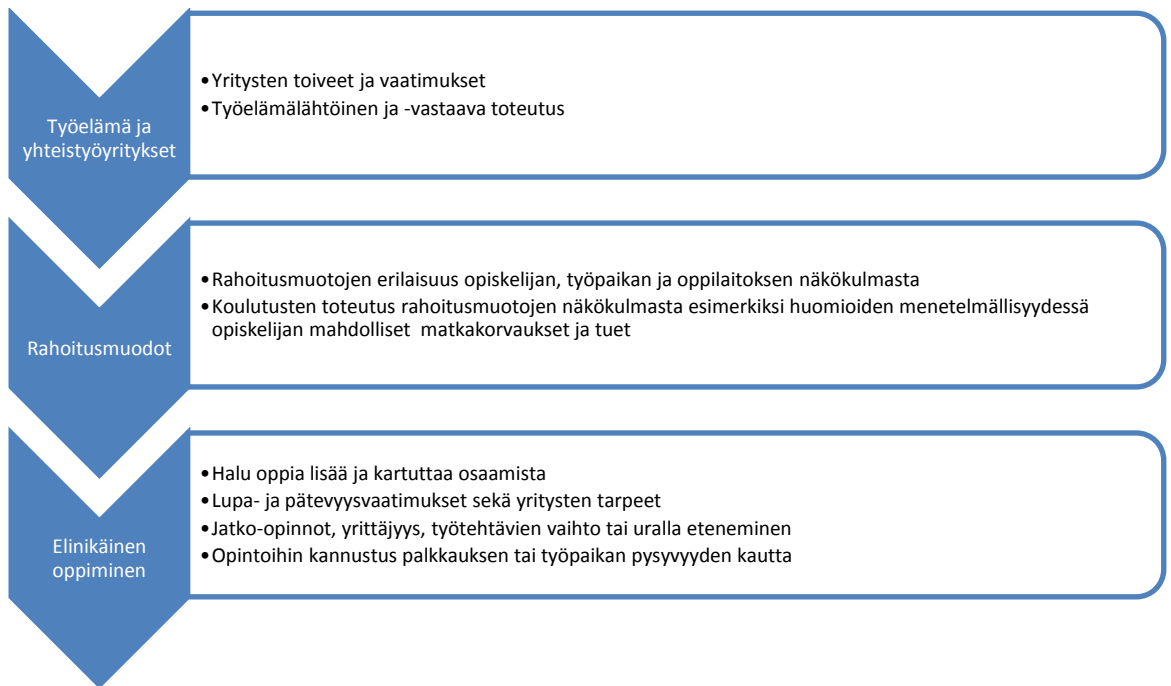 Työelämä ja
yhteistyöyritykset
•Yritysten toiveet ja vaatimukset
•Työelämälähtöinen ja -vastaava toteutus
Rahoitusmuodot
•Rahoitusmuotojen erilaisuus opiskelijan, työpaikan ja oppilaitoksen näkökulmasta
•Koulutusten toteutus rahoitusmuotojen näkökulmasta esimerkiksi huomioiden menetelmällisyydessä
opiskelijan mahdolliset matkakorvaukset ja tuet
Elinikäinen
oppiminen
•Halu oppia lisää ja kartuttaa osaamista
•Lupa- ja pätevyysvaatimukset sekä yritysten tarpeet
•Jatko-opinnot, yrittäjyys, työtehtävien vaihto tai uralla eteneminen
•Opintoihin kannustus palkkauksen tai työpaikan pysyvyyden kautta